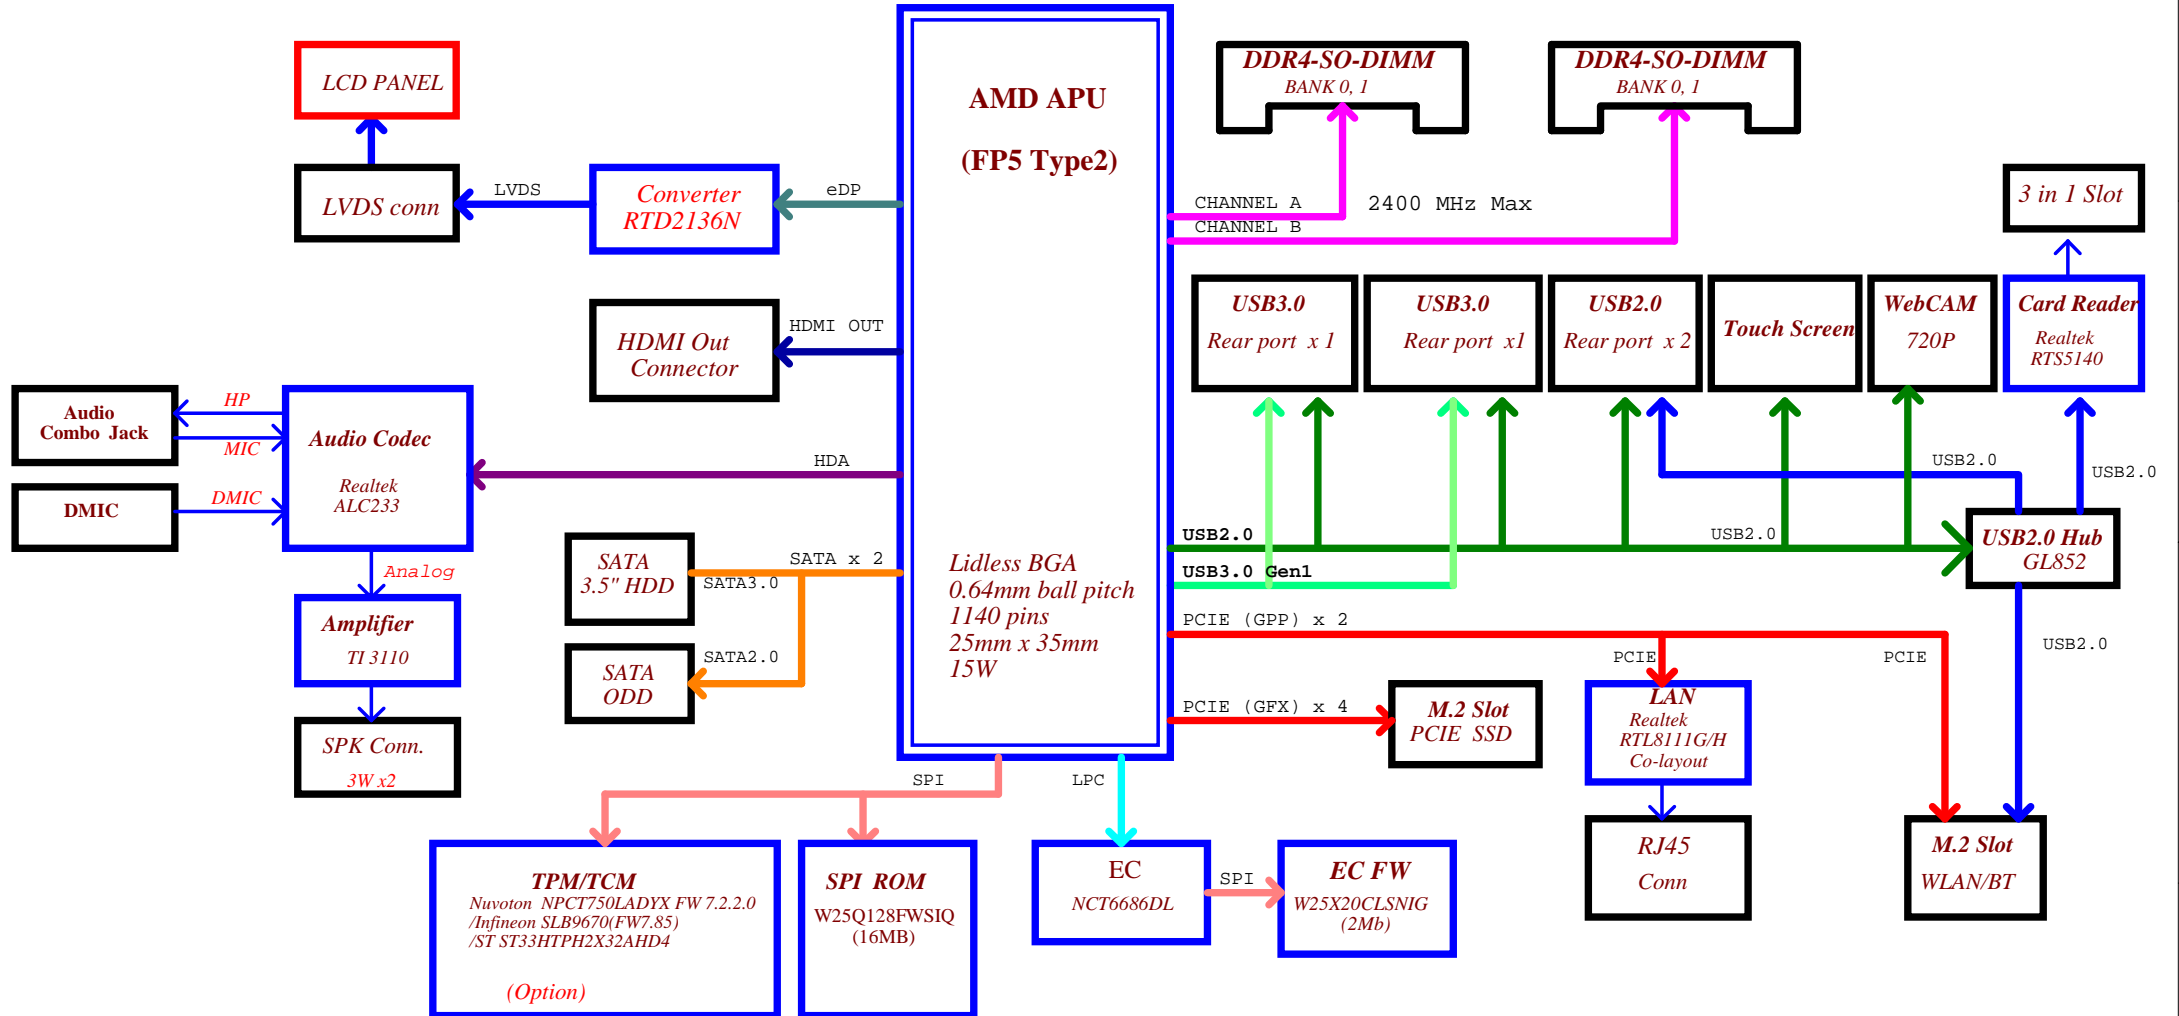 LCD PANEL
LVDS conn
LVDS
Converter
RTD2136N
eDP
HDMI Out
Connector
HDMI OUT
Audio
Combo Jack
HP
MIC
DMIC
DMIC
Audio Codec
Realtek
ALC233
HDA
Analog
Amplifier
TI 3110
SPK Conn.
3W x2
SATA
3.5" HDD
SATA3.0
SATA x 2
SATA
ODD
SATA2.0
AMD APU
(FP5 Type2)
Lidless BGA
0.64mm ball pitch
1140 pins
25mm x 35mm
15W
DDR4-SO-DIMM
BANK 0, 1
DDR4-SO-DIMM
BANK 0, 1
CHANNEL A
2400 MHz Max
CHANNEL B
3 in 1 Slot
USB3.0
Rear port x 1
USB3.0
Rear port x1
USB2.0
Rear port x 2
Touch Screen
WebCAM
720P
Card Reader
Realtek
RTS5140
USB2.0
USB2.0
USB2.0
USB2.0
USB2.0 Hub
GL852
USB3.0 Gen1
USB2.0
PCIE (GPP) x 2
PCIE
PCIE
PCIE (GFX) x 4
M.2 Slot
PCIE SSD
LAN
Realtek
RTL8111G/H
Co-layout
RJ45
Conn
M.2 Slot
WLAN/BT
SPI
LPC
TPM/TCM
Nuvoton NPCT750LADYX FW 7.2.2.0
/Infineon SLB9670(FW7.85)
/ST ST33HTPH2X32AHD4
(Option)
SPI ROM
W25Q128FWSIQ
(16MB)
EC
NCT6686DL
SPI
EC FW
W25X20CLSNIG
(2Mb)